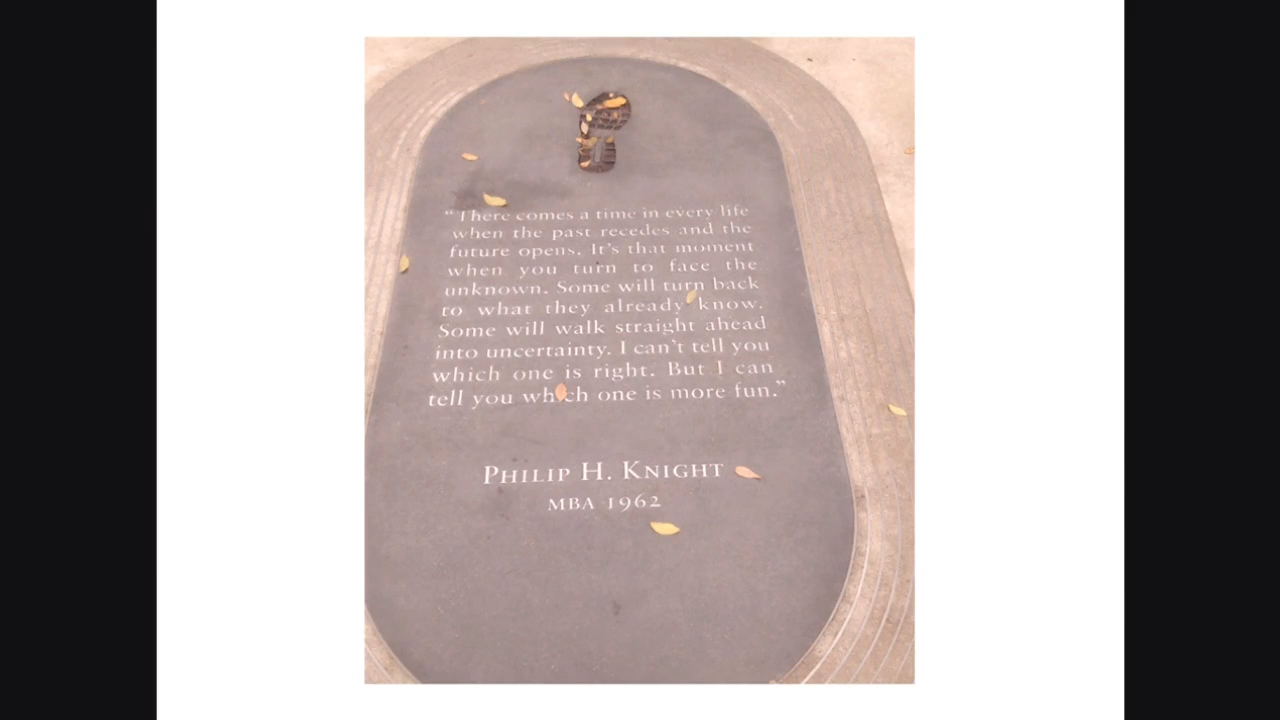 “There comes a time in every life
when the past recedes and the
future opens. It’s that moment
when you turn to face the
unknown. Some will turn back
to what they already know.
Some will walk straight ahead
into uncertainty. I can’t tell you
which one is right. But I can
tell you which one is more fun.”
PHILIP H. KNIGHT
MBA 1962